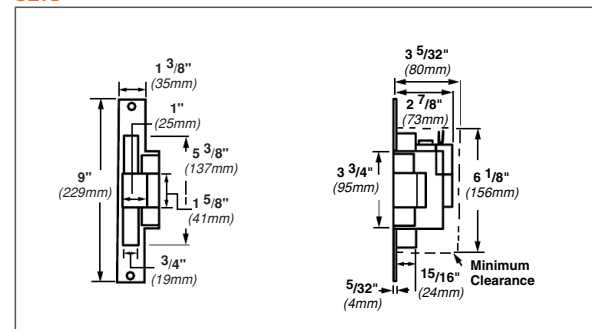 1 3/8"
(35mm)
1"
(25mm)
5 3/8"
(137mm)
9"
(229mm)
1 5/8"
(41mm)
3/4"
(19mm)
3 5/32"
(80mm)
2 7/8"
(73mm)
3 3/4"
(95mm)
6 1/8"
(156mm)
5/32"
(4mm)
15/16"
(24mm)
Minimum
Clearance